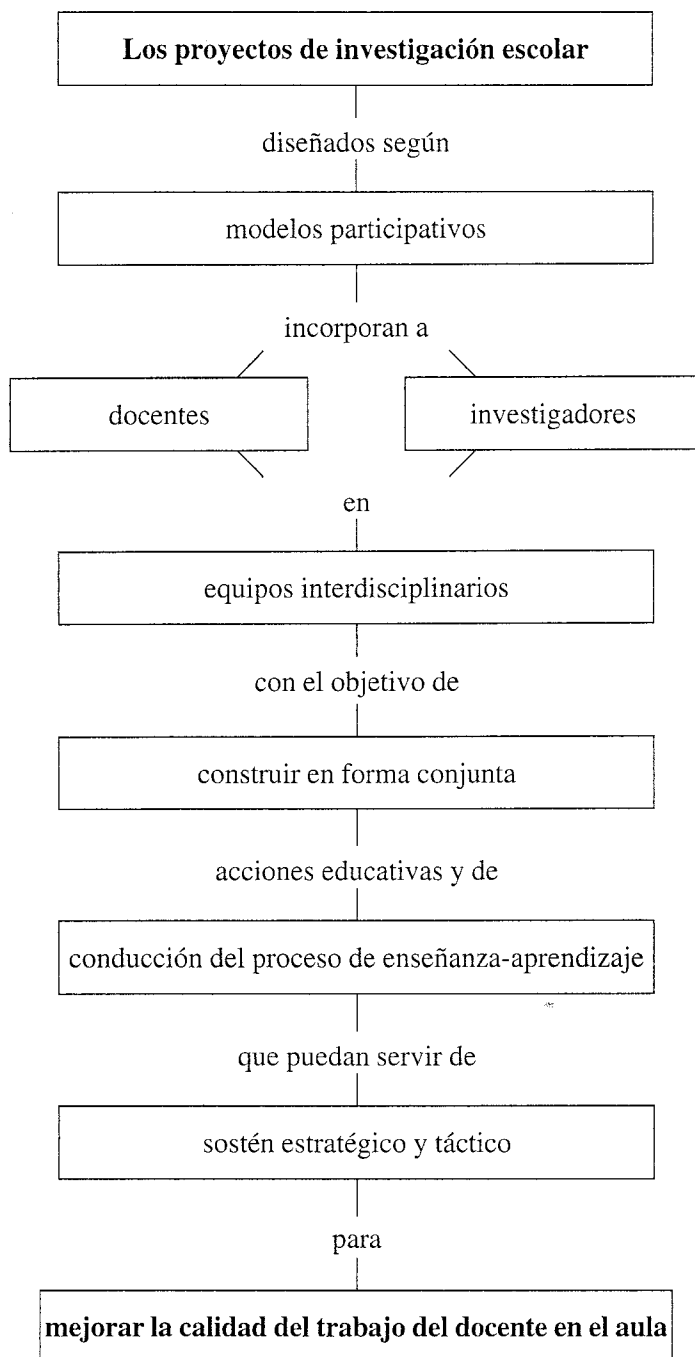 Los proyectos de investigación escolar
diseñados según
modelos participativos
incorporan a
docentes
investigadores
en
equipos interdisciplinarios
con el objetivo de
construir en forma conjunta
acciones educativas y de
conducción del proceso de enseñanza-aprendizaje
que puedan servir de
sostén estratégico y táctico
para
mejorar la calidad del trabajo del docente en el aula